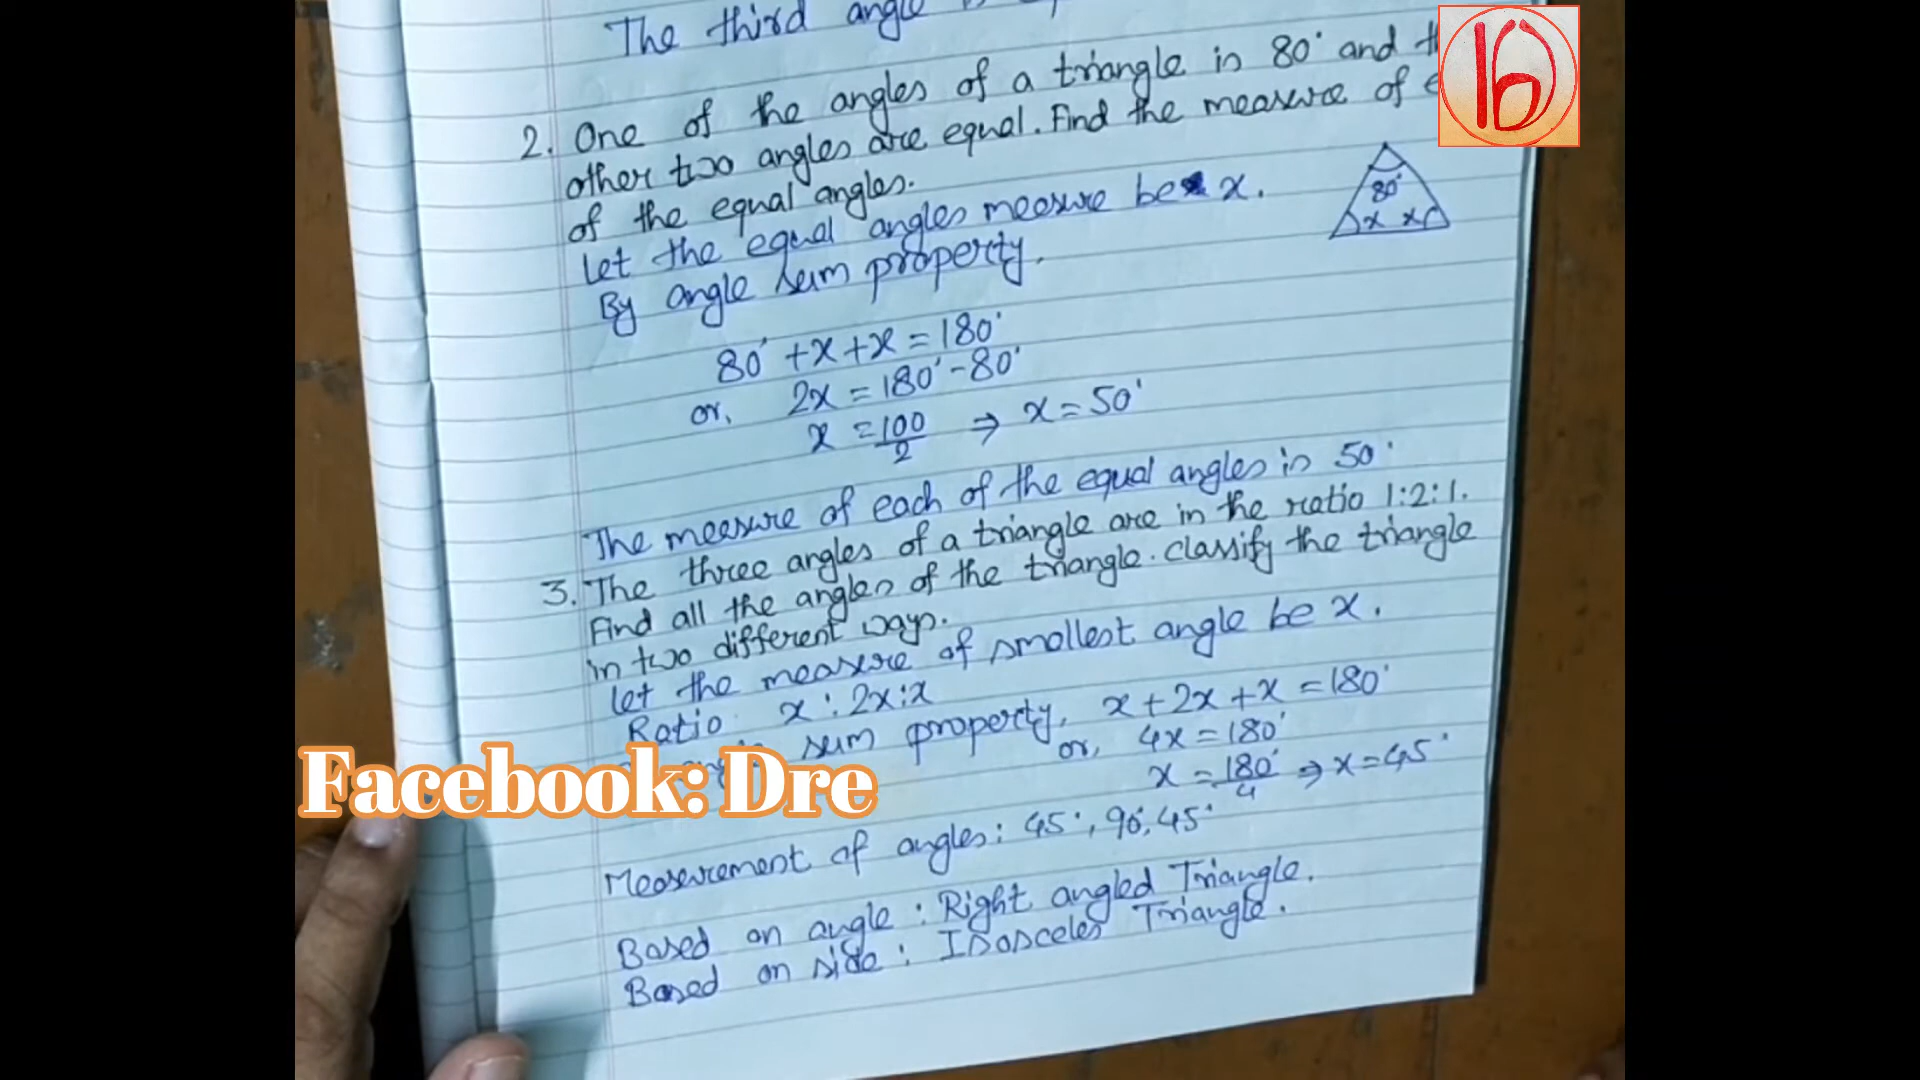 The third angle
2. One of the angles of a triangle is 80° and
other two angles are equal. Find the measure of
of the equal angles.
Let the equal angles measure be x.
By angle sum property,
80°
x x
80° + x + x = 180°
or, 2x = 180° - 80°
x = 100/2 ⇒ x = 50°
The measure of each of the equal angles is 50°
3. The three angles of a triangle are in the ratio 1:2:1.
Find all the angles of the triangle. Classify the triangle
in two different ways.
Let the measure of smallest angle be x.
Ratio x : 2x : x
sum property, x + 2x + x = 180°
or, 4x = 180°
x = 180°/4 ⇒ x = 45°
Facebook: Dre
Measurement of angles: 45°, 90°, 45°
Based on angle : Right angled Triangle.
Based on side : Isosceles Triangle.